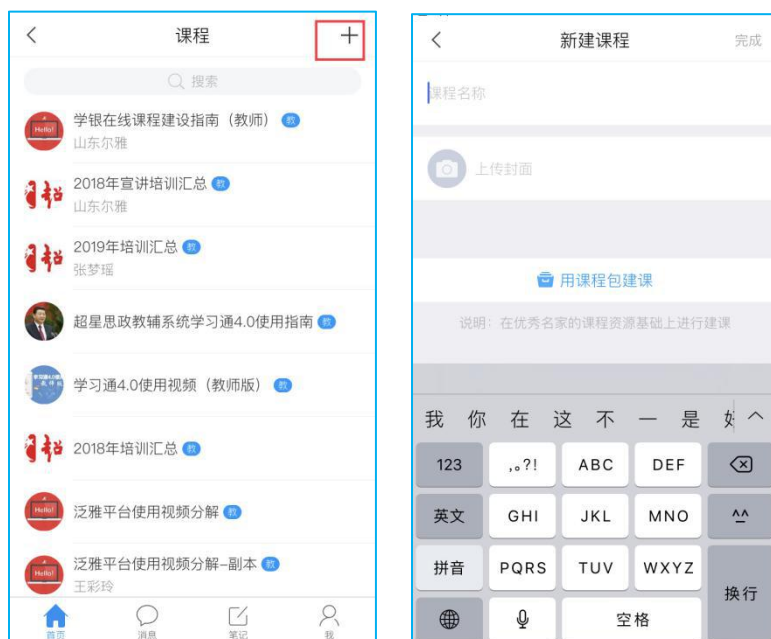 课程
搜索
学银在线课程建设指南（教师） 教
山东尔雅
2018年宣讲培训汇总 教
山东尔雅
2019年培训汇总 教
张梦瑶
超星思政教辅系统学习通4.0使用指南 教
学习通4.0使用视频（教师版） 教
2018年培训汇总 教
泛雅平台使用视频分解 教
泛雅平台使用视频分解-副本 教
王彩玲
首页 消息 笔记 我
新建课程 完成
课程名称
上传封面
用课程包建课
说明：在优秀名家的课程资源基础上进行建课
我 你 在 这 不 一 是 好
123 ,。?! ABC DEF
英文 GHI JKL MNO ^^
拼音 PQRS TUV WXYZ
换行
空格